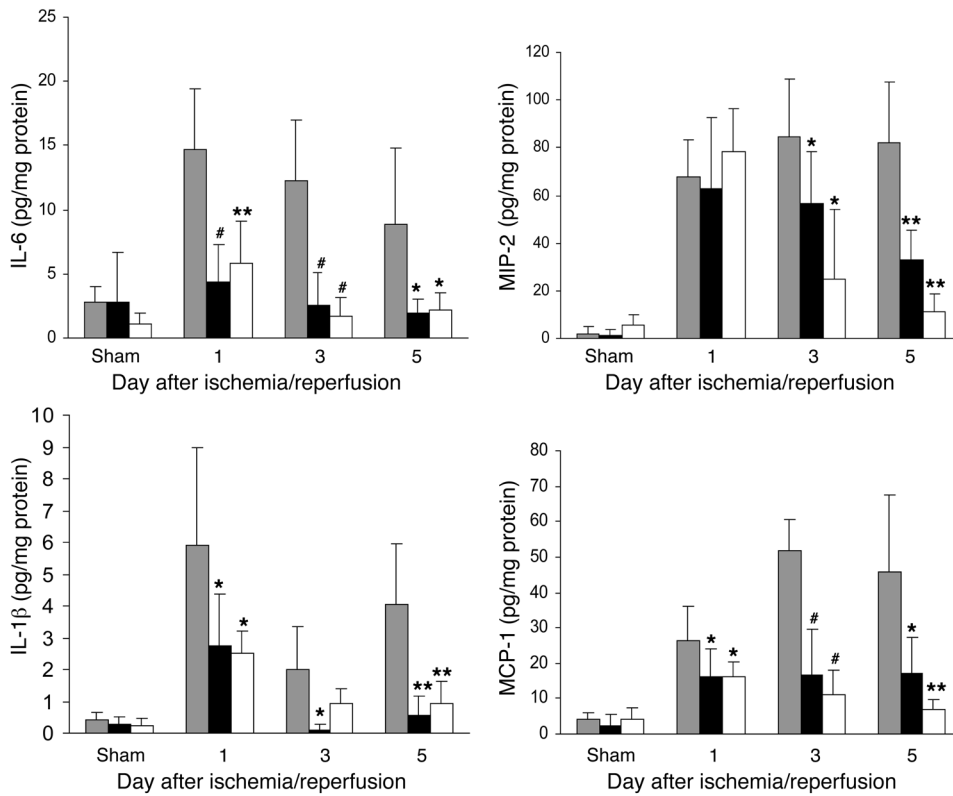 IL-6 (pg/mg protein)
25
20
15
10
5
0
# ** # # * *
Sham 1 3 5
Day after ischemia/reperfusion
MIP-2 (pg/mg protein)
120
100
80
60
40
20
0
* * ** **
Sham 1 3 5
Day after ischemia/reperfusion
IL-1β (pg/mg protein)
10
9
8
7
6
5
4
3
2
1
0
* * * ** **
Sham 1 3 5
Day after ischemia/reperfusion
MCP-1 (pg/mg protein)
80
70
60
50
40
30
20
10
0
* * # # * **
Sham 1 3 5
Day after ischemia/reperfusion